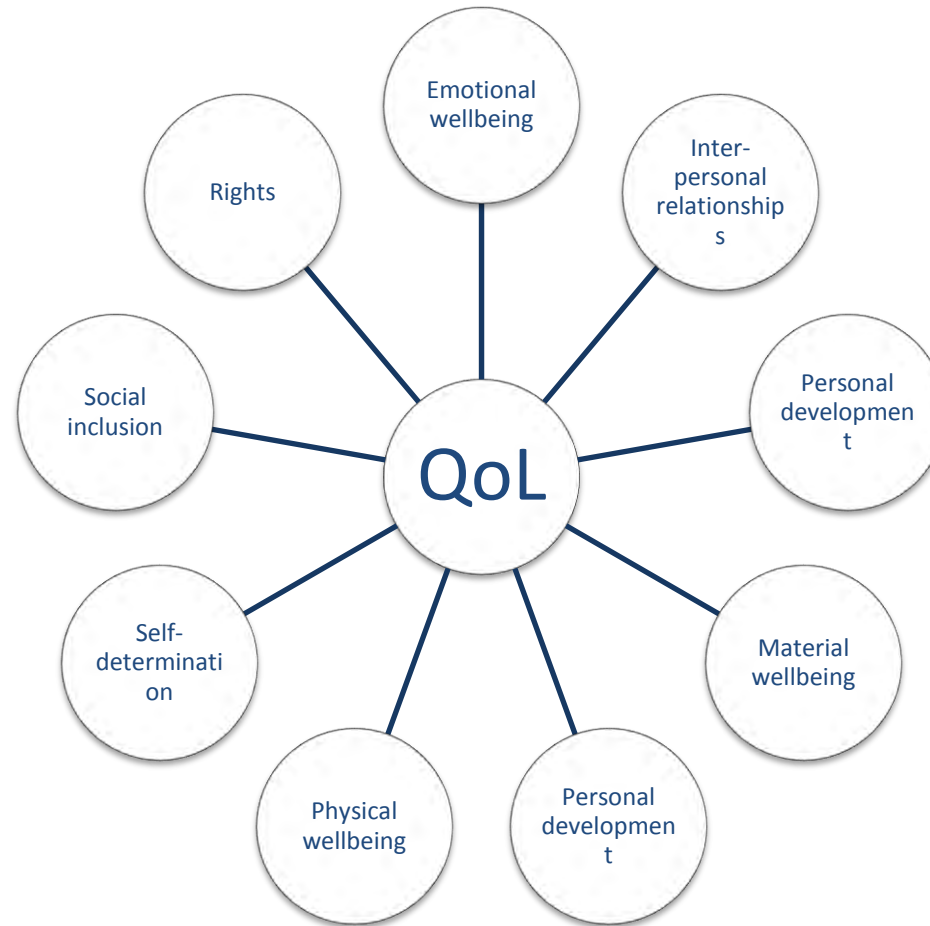 Emotional
wellbeing
Inter-
personal
relationship
s
Personal
developmen
t
Material
wellbeing
Personal
developmen
t
Physical
wellbeing
Self-
determinati
on
Social
inclusion
Rights
QoL